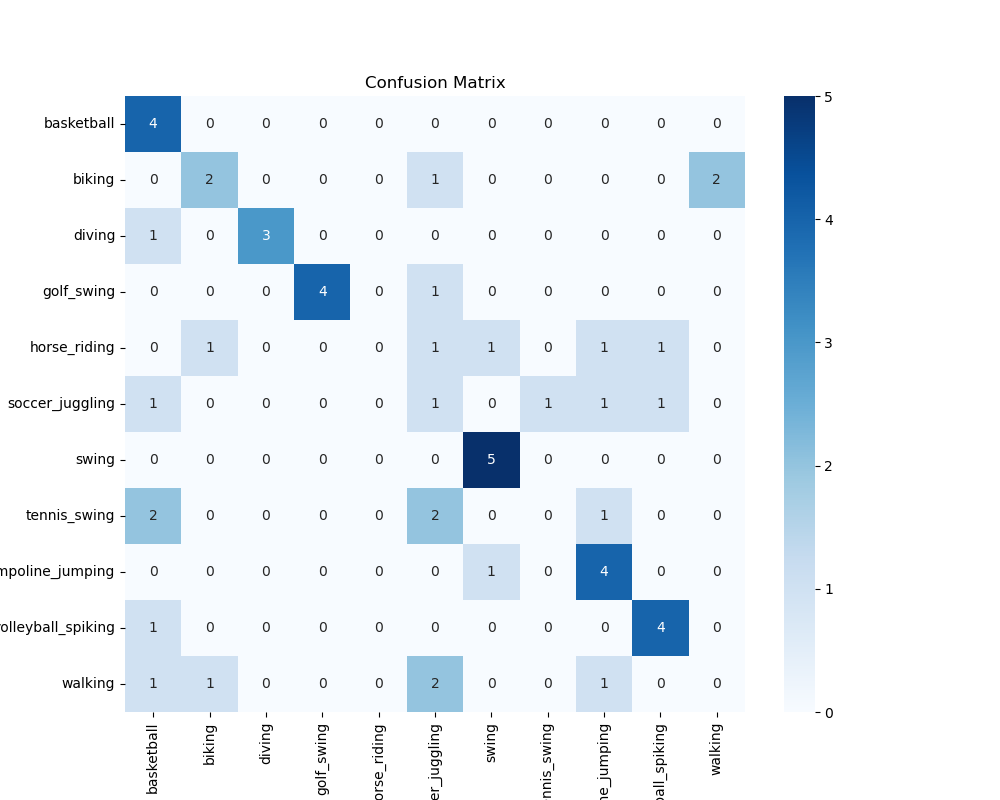 Confusion Matrix
basketball 4 0 0 0 0 0 0 0 0 0 0
biking 0 2 0 0 0 1 0 0 0 0 2
diving 1 0 3 0 0 0 0 0 0 0 0
golf_swing 0 0 0 4 0 1 0 0 0 0 0
horse_riding 0 1 0 0 0 1 1 0 1 1 0
soccer_juggling 1 0 0 0 0 1 0 1 1 1 0
swing 0 0 0 0 0 0 5 0 0 0 0
tennis_swing 2 0 0 0 0 2 0 0 1 0 0
mpoline_jumping 0 0 0 0 0 0 1 0 4 0 0
olleyball_spiking 1 0 0 0 0 0 0 0 0 4 0
walking 1 1 0 0 0 2 0 0 1 0 0
basketball
biking
diving
golf_swing
orse_riding
er_juggling
swing
nnis_swing
ne_jumping
ball_spiking
walking
5
4
3
2
1
0